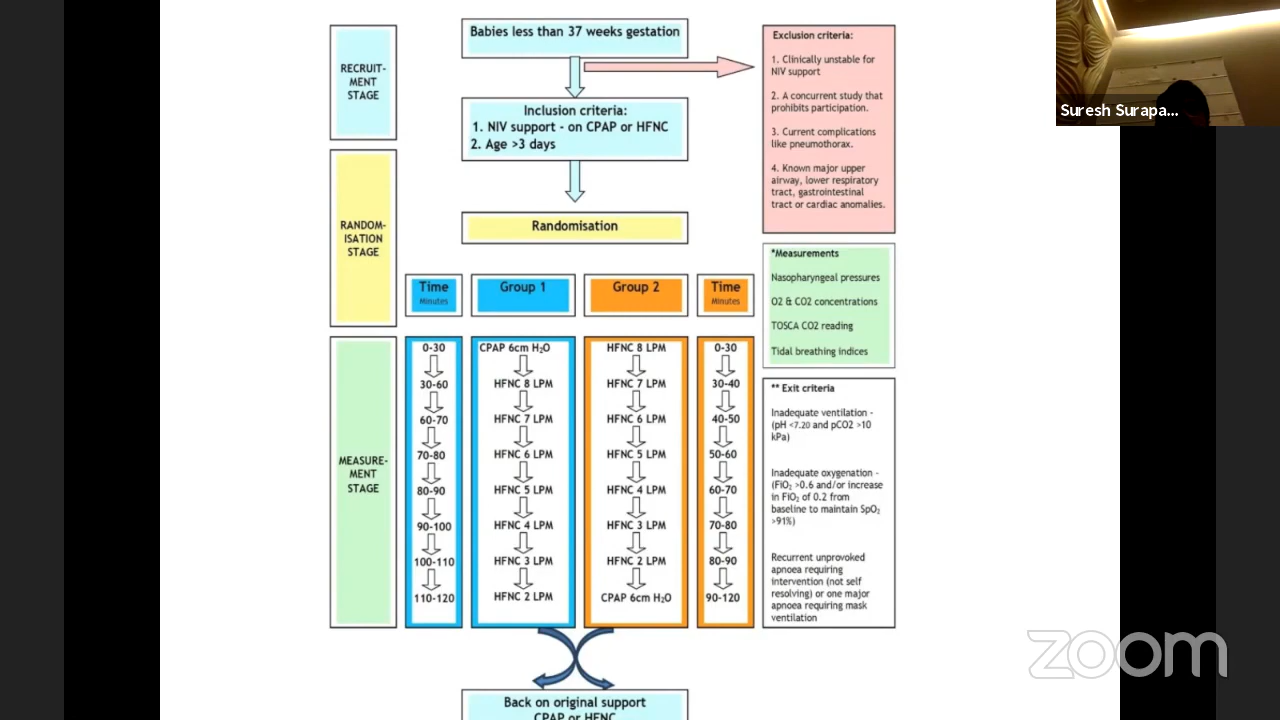 Babies less than 37 weeks gestation
RECRUIT-
MENT
STAGE
Inclusion criteria:
1. NIV support - on CPAP or HFNC
2. Age >3 days
Exclusion criteria:
1. Clinically unstable for
NIV support
2. A concurrent study that
prohibits participation.
3. Current complications
like pneumothorax.
4. Known major upper
airway, lower respiratory
tract, gastrointestinal
tract or cardiac anomalies.
Suresh Surapa...
RANDOM-
ISATION
STAGE
Randomisation
*Measurements
Nasopharyngeal pressures
O2 & CO2 concentrations
TOSCA CO2 reading
Tidal breathing indices
Time
Minutes
Group 1
Group 2
Time
Minutes
MEASURE-
MENT
STAGE
0-30
30-60
60-70
70-80
80-90
90-100
100-110
110-120
CPAP 6cm H₂O
HFNC 8 LPM
HFNC 7 LPM
HFNC 6 LPM
HFNC 5 LPM
HFNC 4 LPM
HFNC 3 LPM
HFNC 2 LPM
HFNC 8 LPM
HFNC 7 LPM
HFNC 6 LPM
HFNC 5 LPM
HFNC 4 LPM
HFNC 3 LPM
HFNC 2 LPM
CPAP 6cm H₂O
0-30
30-40
40-50
50-60
60-70
70-80
80-90
90-120
** Exit criteria
Inadequate ventilation -
(pH <7.20 and pCO2 >10
kPa)
Inadequate oxygenation -
(FiO₂ >0.6 and/or increase
in FiO₂ of 0.2 from
baseline to maintain SpO₂
>91%)
Recurrent unprovoked
apnoea requiring
intervention (not self
resolving) or one major
apnoea requiring mask
ventilation
Back on original support
CPAP or HFNC
zoom